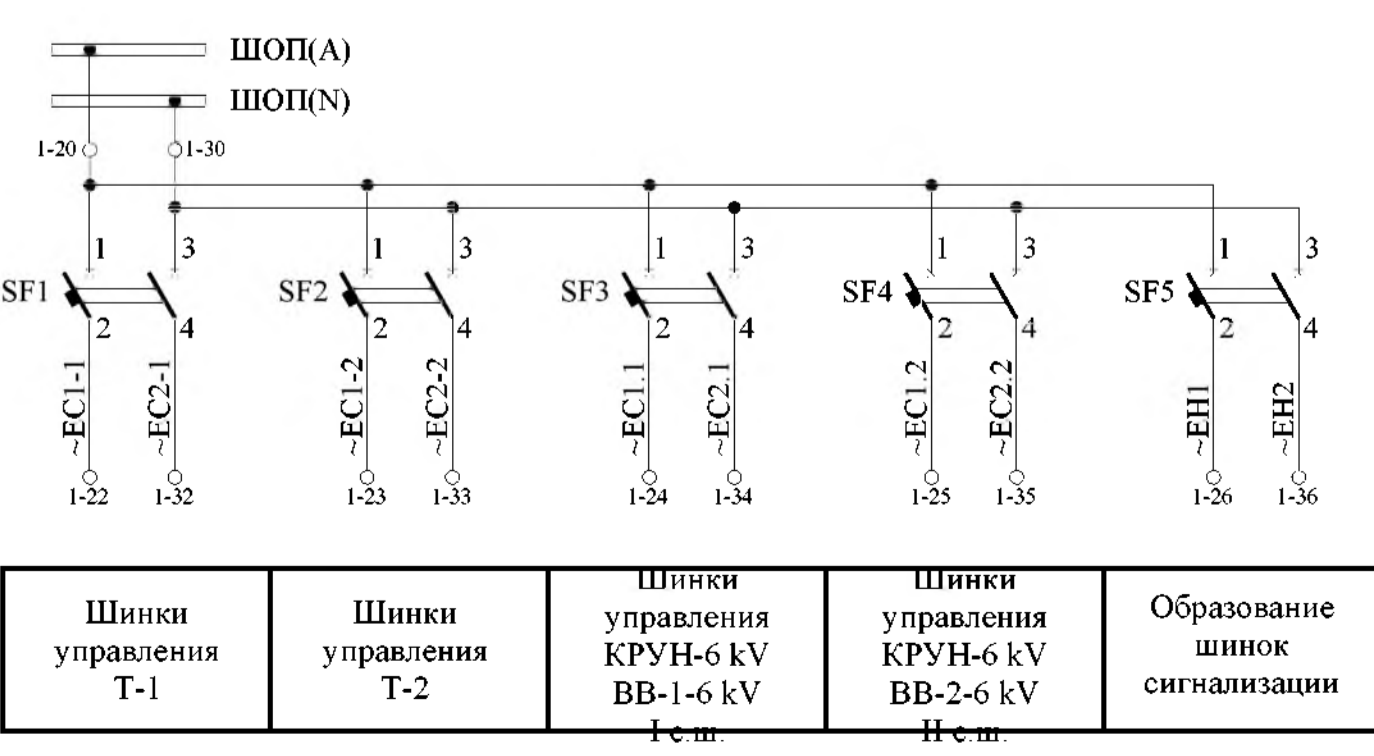 ШОП(А)
ШОП(N)
1-20 1-30
1 3 1 3 1 3 1 3 1 3
SF1 SF2 SF3 SF4 SF5
2 4 2 4 2 4 2 4 2 4
~EC1-1 ~EC2-1 ~EC1-2 ~EC2-2 ~EC1.1 ~EC2.1 ~EC1.2 ~EC2.2 ~EH1 ~EH2
1-22 1-32 1-23 1-33 1-24 1-34 1-25 1-35 1-26 1-36
Шинки
управления
Т-1
Шинки
управления
Т-2
Шинки
управления
КРУН-6 kV
ВВ-1-6 kV
I с.ш.
Шинки
управления
КРУН-6 kV
ВВ-2-6 kV
II с.ш.
Образование
шинок
сигнализации